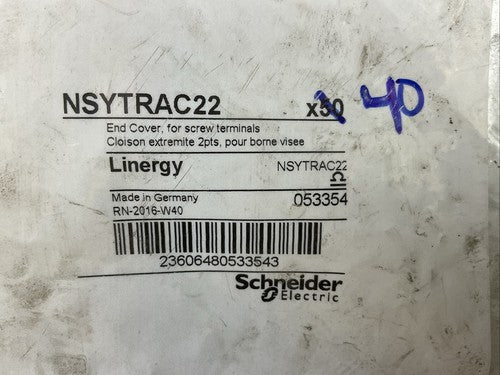 NSYTRAC22 x50 40
End Cover, for screw terminals
Cloison extremite 2pts, pour borne visee
Linergy NSYTRAC22
Made in Germany 053354
RN-2016-W40
23606480533543
Schneider
Electric